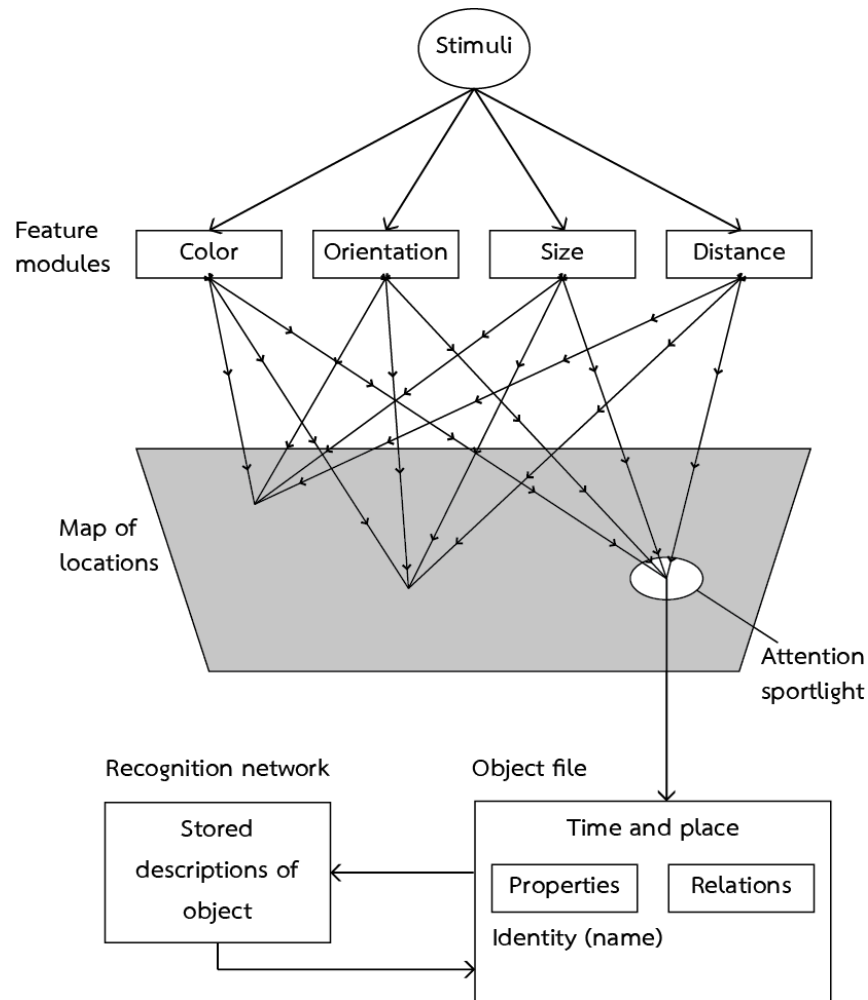 Stimuli
Feature
modules
Color
Orientation
Size
Distance
Map of
locations
Attention
sportlight
Recognition network
Object file
Stored
descriptions of
object
Time and place
Properties
Relations
Identity (name)